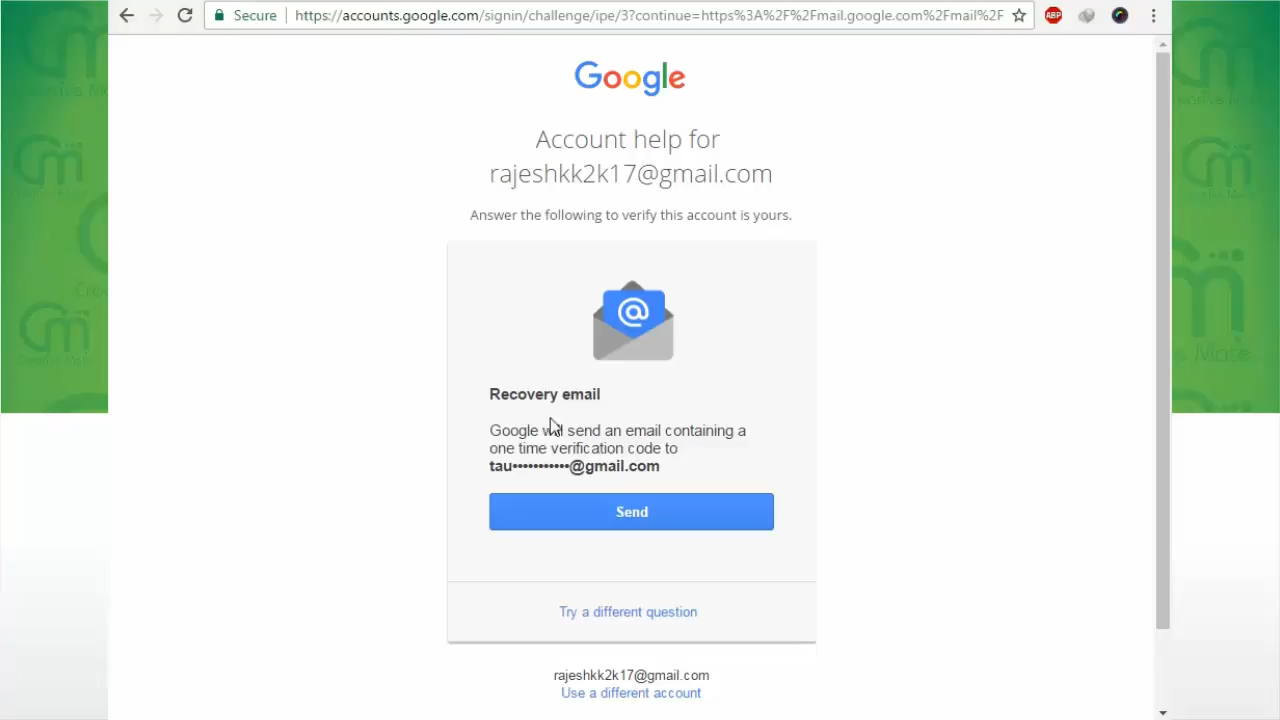 Secure https://accounts.google.com/signin/challenge/ipe/3?continue=https%3A%2F%2Fmail.google.com%2Fmail%2F ABP
Google
Account help for
rajeshkk2k17@gmail.com
Answer the following to verify this account is yours.
@
Recovery email
Google will send an email containing a
one time verification code to
tau•••••••••••@gmail.com
Send
Try a different question
rajeshkk2k17@gmail.com
Use a different account